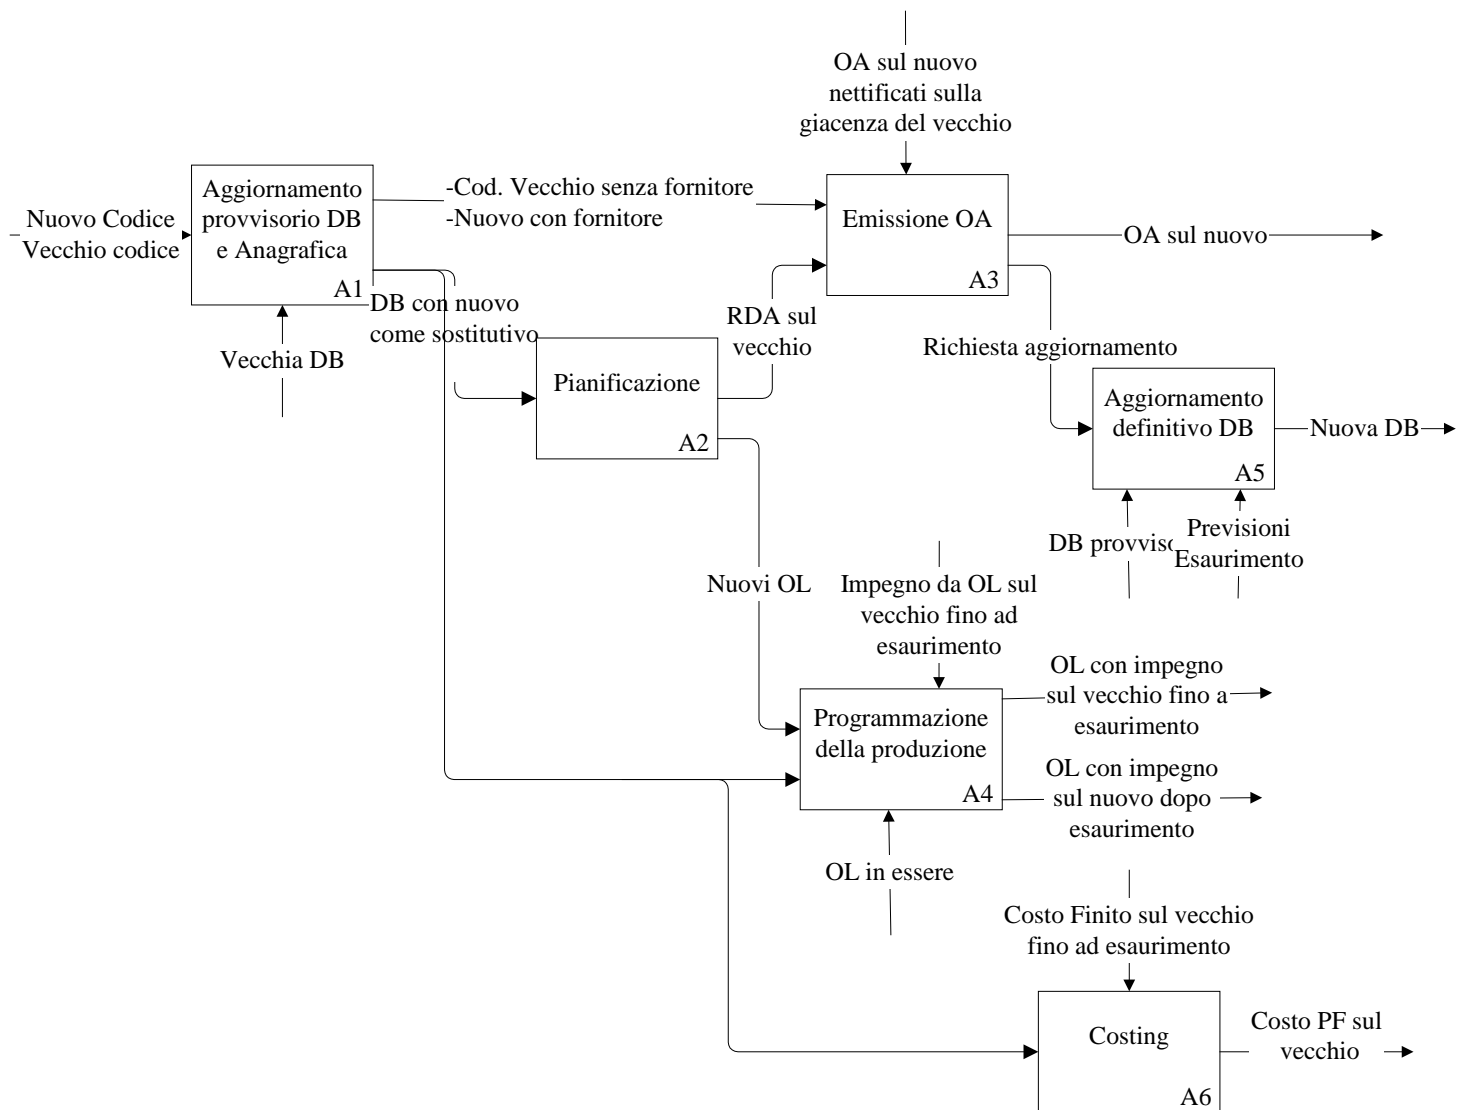 OA sul nuovo
nettificati sulla
giacenza del vecchio
Aggiornamento
provvisorio DB
e Anagrafica
A1
-Cod. Vecchio senza fornitore
-Nuovo con fornitore
Emissione OA
A3
Nuovo Codice
Vecchio codice
OA sul nuovo
DB con nuovo
come sostitutivo
RDA sul
vecchio
Vecchia DB
Richiesta aggiornamento
Pianificazione
A2
Aggiornamento
definitivo DB
A5
Nuova DB
DB provviso
Previsioni
Esaurimento
Nuovi OL
Impegno da OL sul
vecchio fino ad
esaurimento
OL con impegno
sul vecchio fino a
esaurimento
Programmazione
della produzione
A4
OL con impegno
sul nuovo dopo
esaurimento
OL in essere
Costo Finito sul vecchio
fino ad esaurimento
Costing
A6
Costo PF sul
vecchio